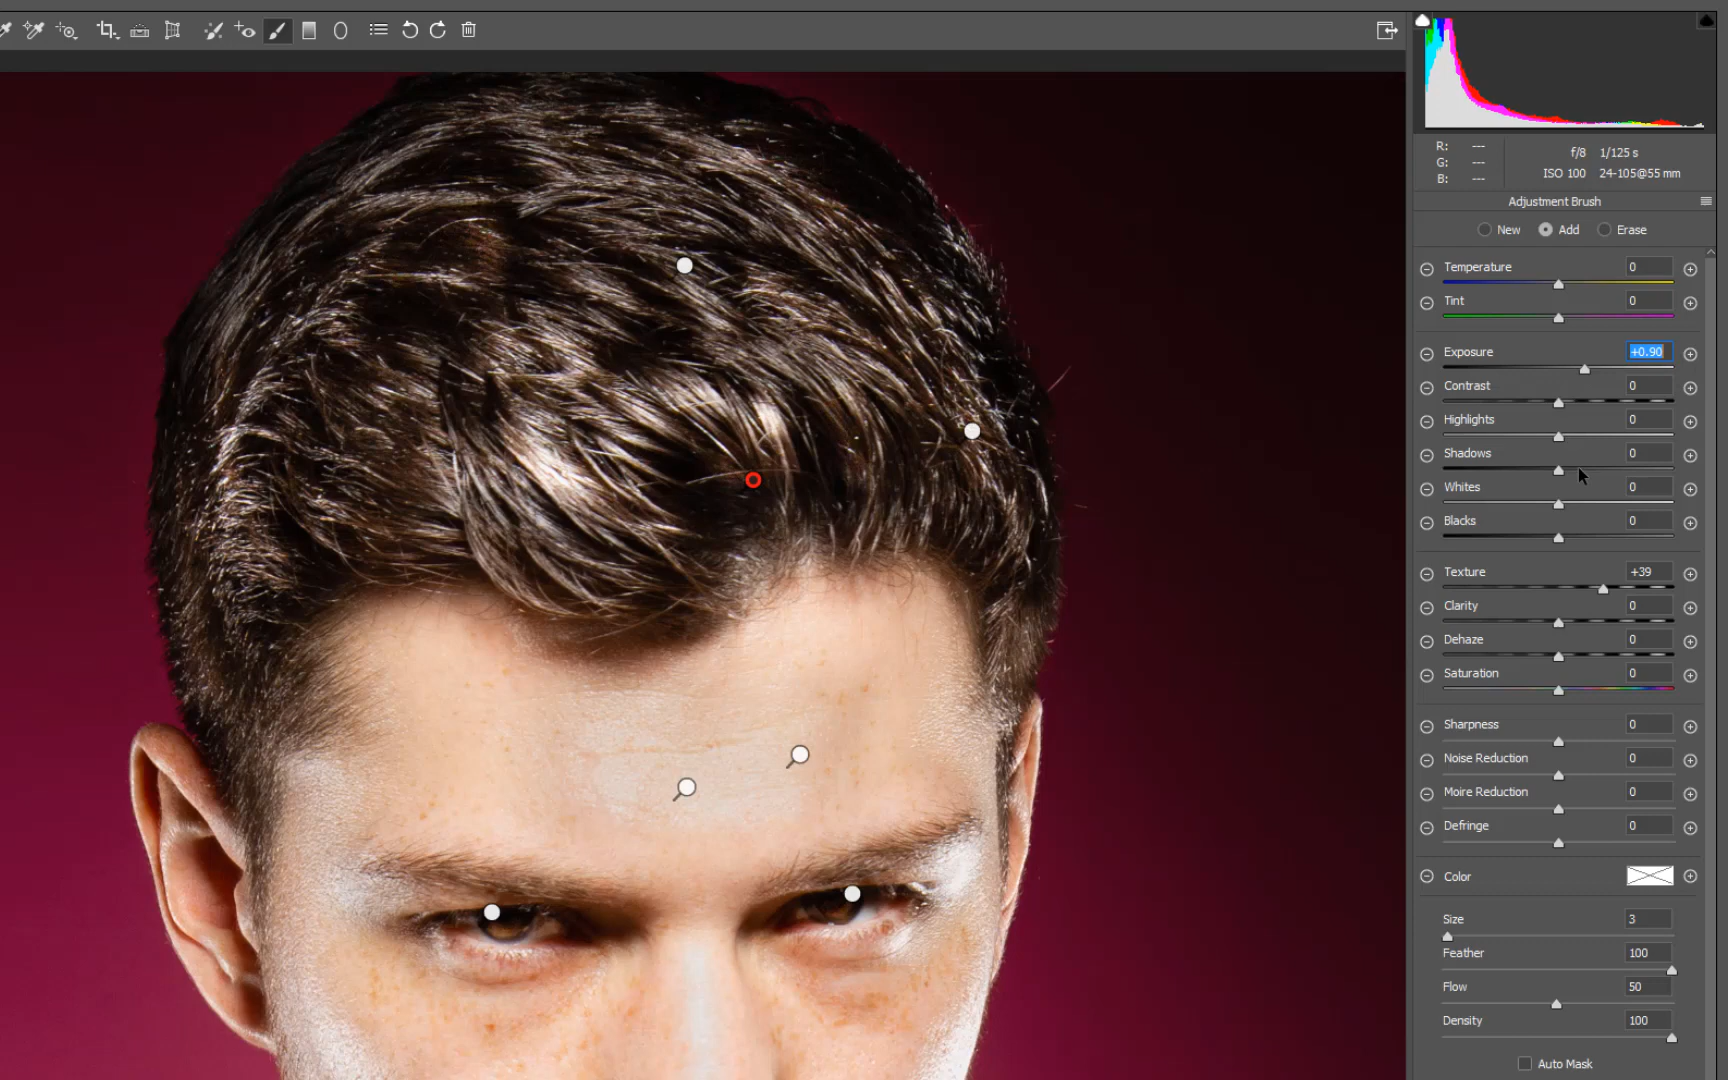 R: ---
G: ---
B: ---
f/8 1/125 s
ISO 100 24-105@55 mm
Adjustment Brush
New Add Erase
Temperature 0
Tint 0
Exposure +0.90
Contrast 0
Highlights 0
Shadows 0
Whites 0
Blacks 0
Texture +39
Clarity 0
Dehaze 0
Saturation 0
Sharpness 0
Noise Reduction 0
Moire Reduction 0
Defringe 0
Color
Size 3
Feather 100
Flow 50
Density 100
Auto Mask